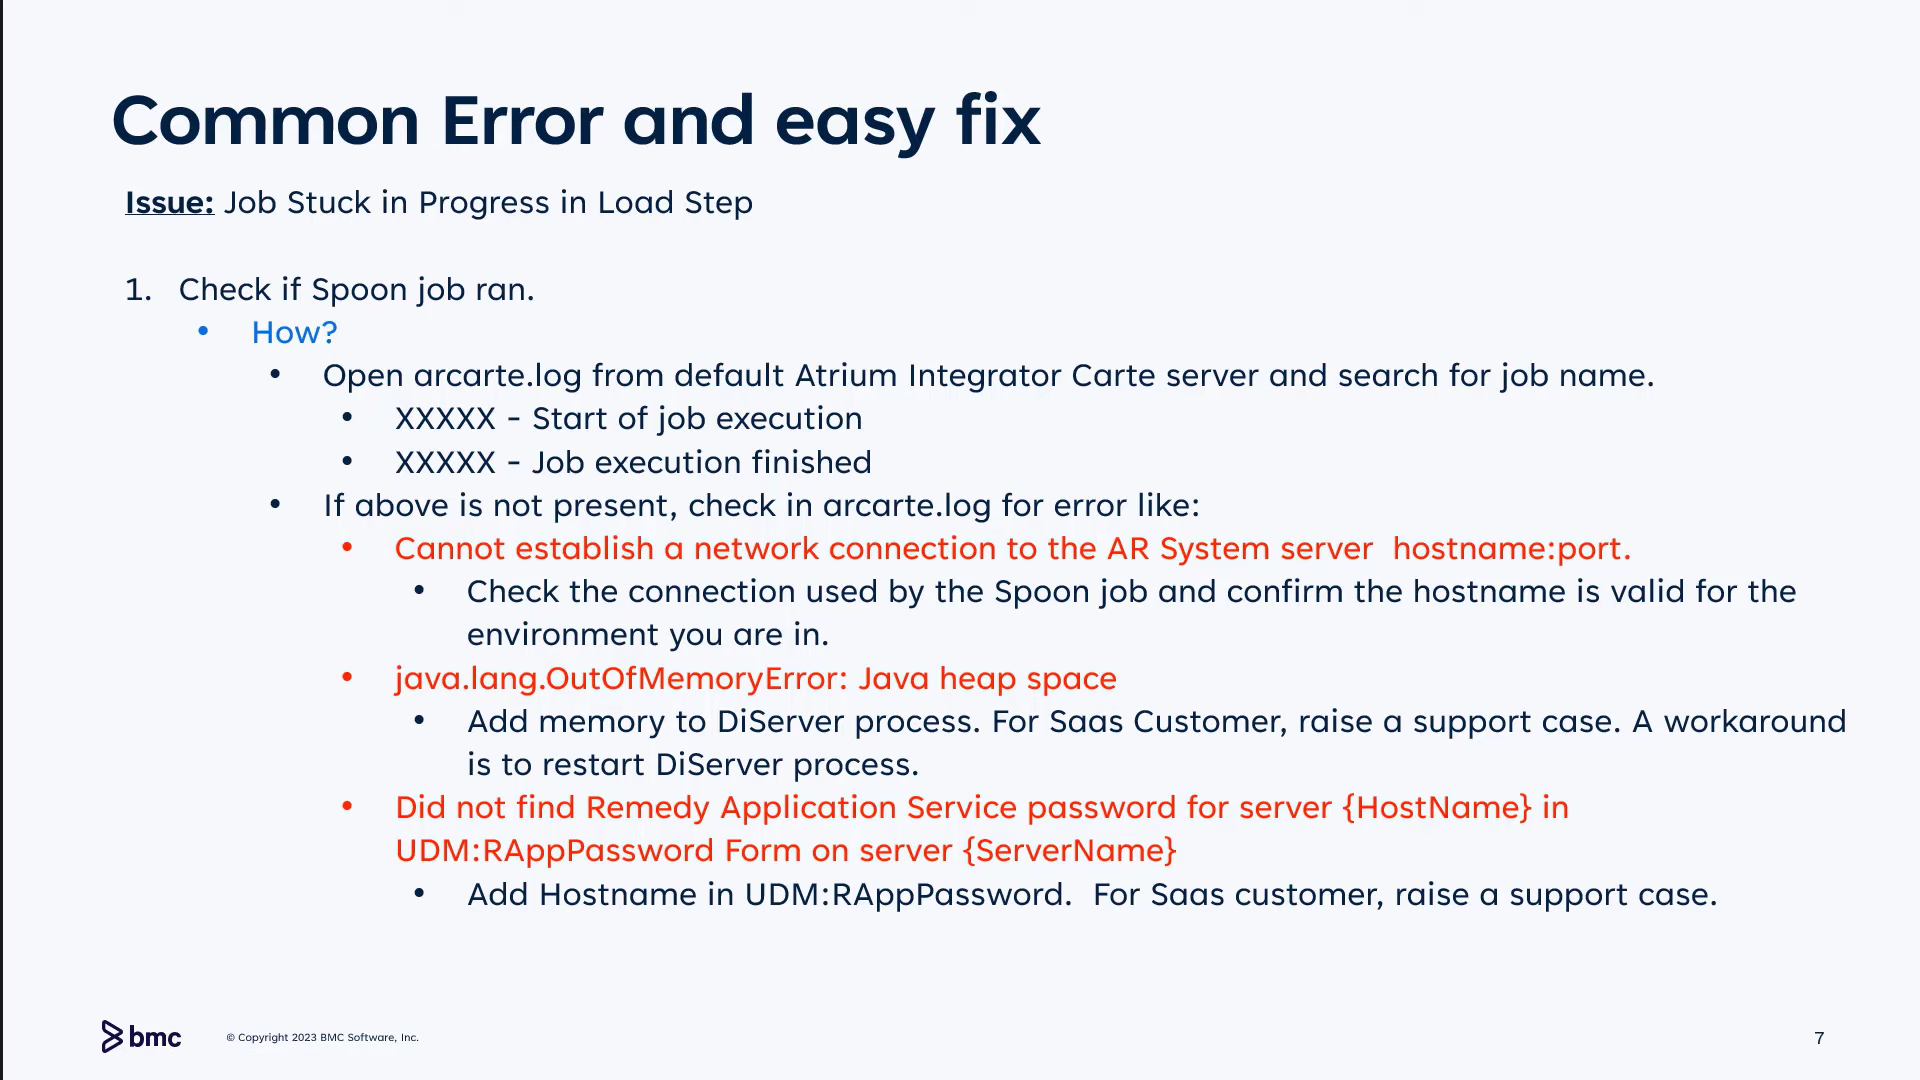 Common Error and easy fix
Issue: Job Stuck in Progress in Load Step
1. Check if Spoon job ran.
• How?
• Open arcarte.log from default Atrium Integrator Carte server and search for job name.
• XXXXX - Start of job execution
• XXXXX - Job execution finished
• If above is not present, check in arcarte.log for error like:
• Cannot establish a network connection to the AR System server  hostname:port.
• Check the connection used by the Spoon job and confirm the hostname is valid for the
environment you are in.
• java.lang.OutOfMemoryError: Java heap space
• Add memory to DiServer process. For Saas Customer, raise a support case. A workaround
is to restart DiServer process.
• Did not find Remedy Application Service password for server {HostName} in
UDM:RAppPassword Form on server {ServerName}
• Add Hostname in UDM:RAppPassword.  For Saas customer, raise a support case.
bmc
© Copyright 2023 BMC Software, Inc.
7